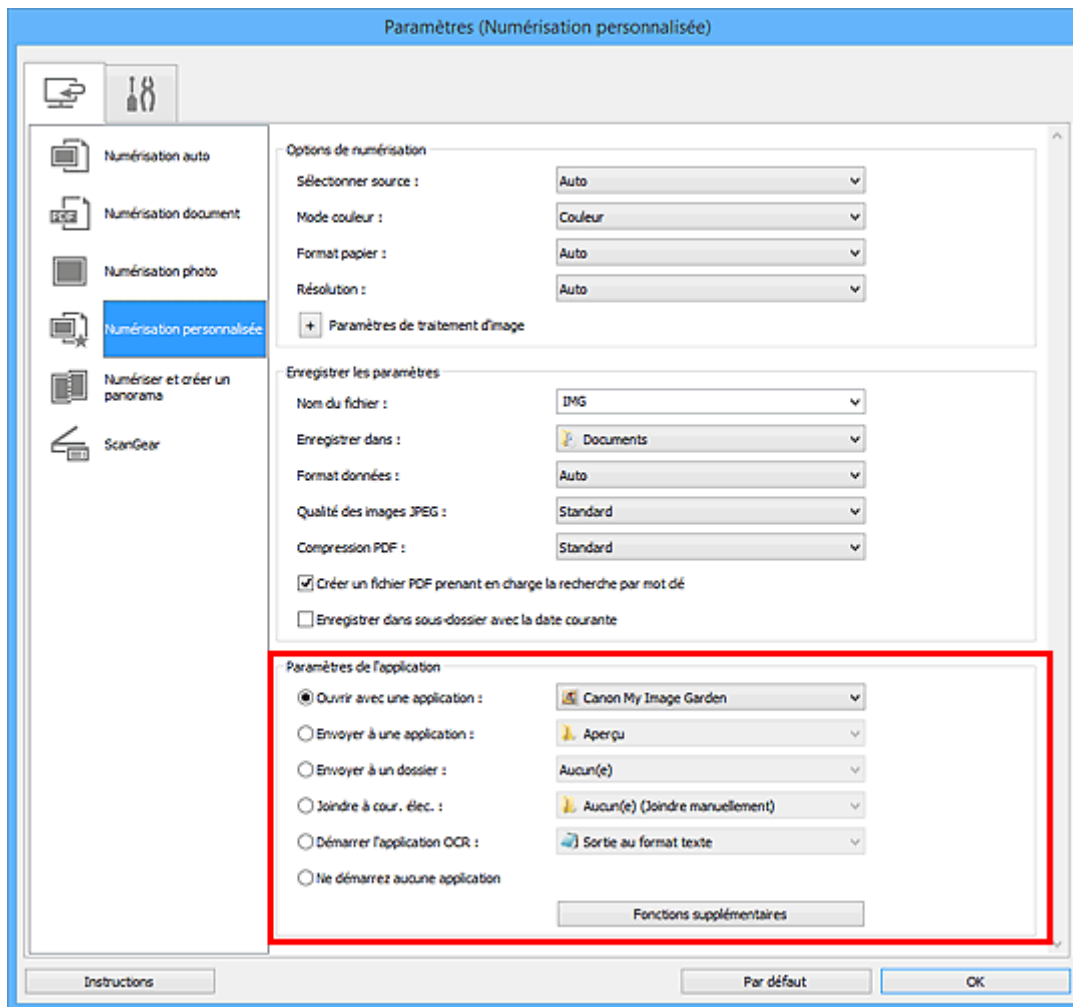 Paramètres (Numérisation personnalisée)
Numérisation auto
PDF
Numérisation document
Numérisation photo
Numérisation personnalisée
Numériser et créer un
panorama
ScanGear
Options de numérisation
Sélectionner source : Auto
Mode couleur : Couleur
Format papier : Auto
Résolution : Auto
+ Paramètres de traitement d'image
Enregistrer les paramètres
Nom du fichier : IMG
Enregistrer dans : Documents
Format données : Auto
Qualité des images JPEG : Standard
Compression PDF : Standard
Créer un fichier PDF prenant en charge la recherche par mot clé
Enregistrer dans sous-dossier avec la date courante
Paramètres de l'application
Ouvrir avec une application : Canon My Image Garden
Envoyer à une application : Aperçu
Envoyer à un dossier : Aucun(e)
Joindre à cour. élec. : Aucun(e) (Joindre manuellement)
Démarrer l'application OCR : Sortie au format texte
Ne démarrez aucune application
Fonctions supplémentaires
Instructions
Par défaut
OK